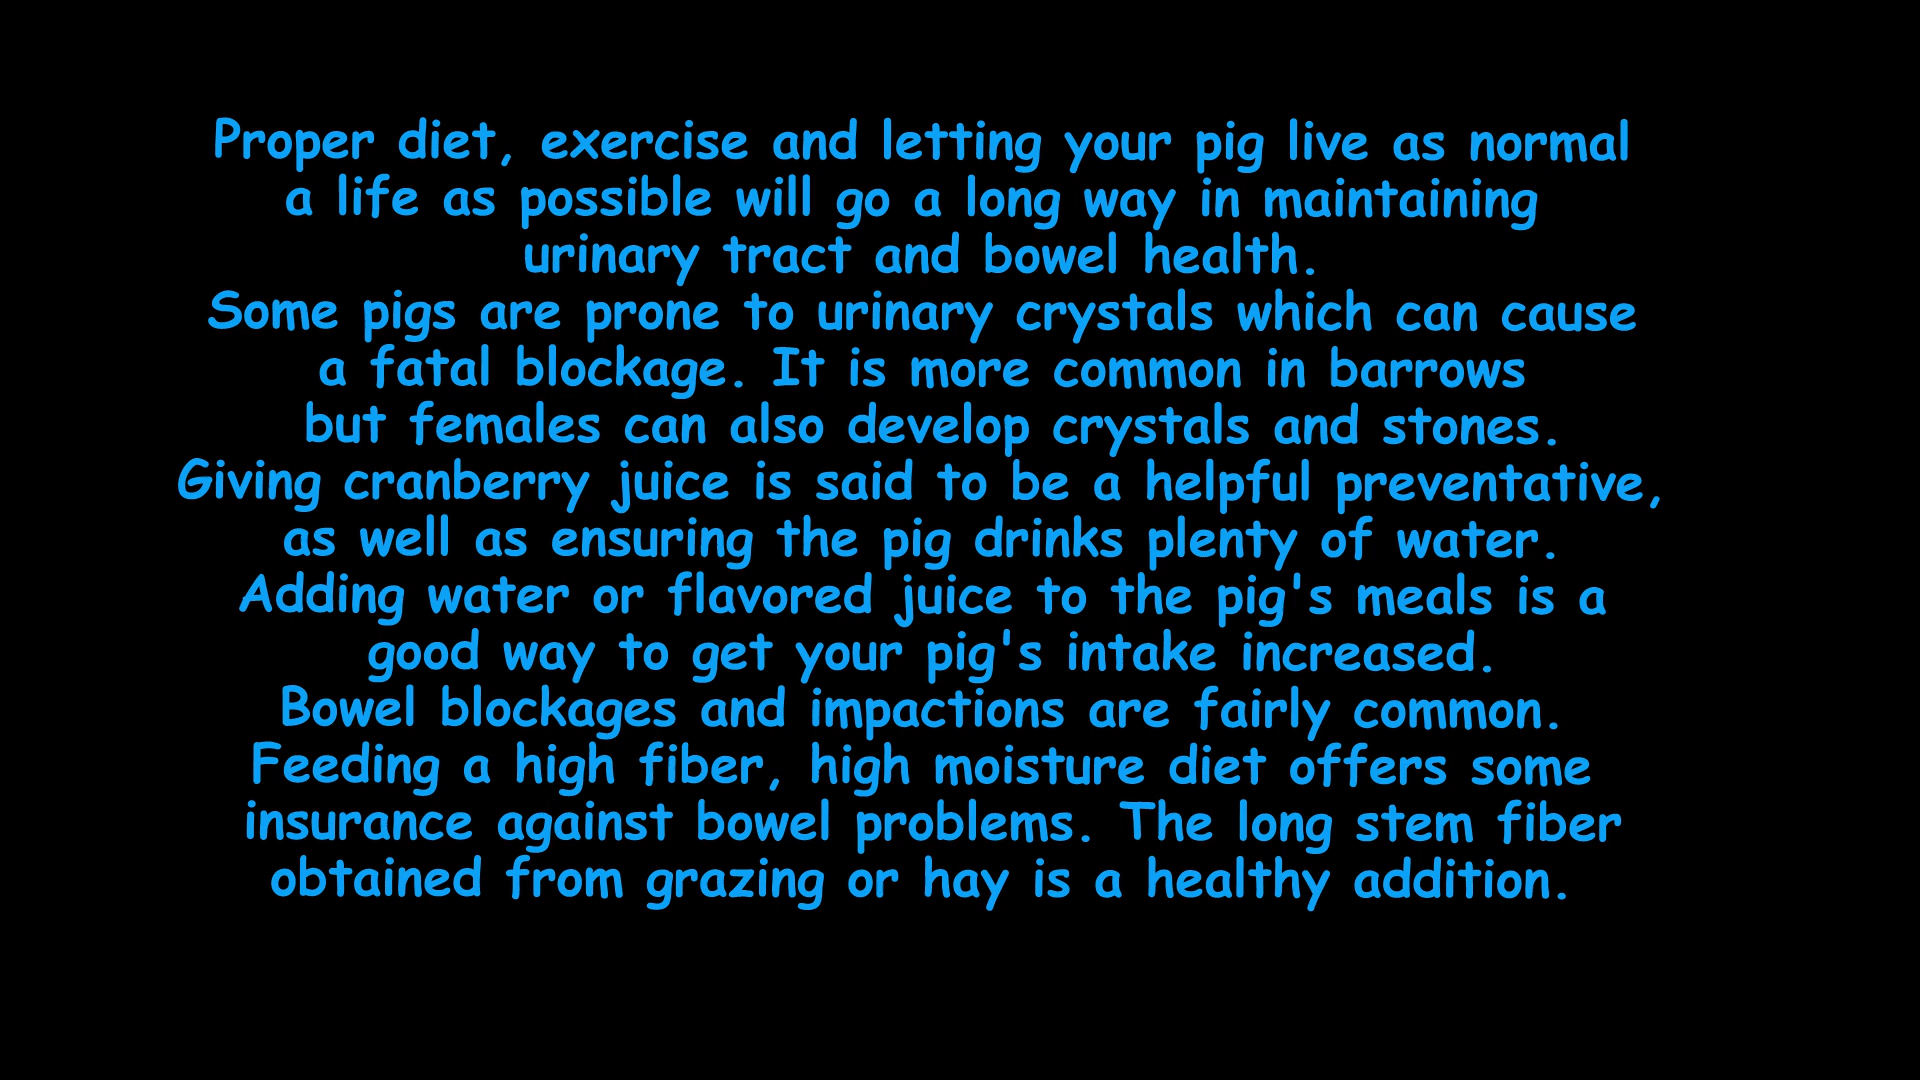 Proper diet, exercise and letting your pig live as normal
a life as possible will go a long way in maintaining
urinary tract and bowel health.
Some pigs are prone to urinary crystals which can cause
a fatal blockage. It is more common in barrows
but females can also develop crystals and stones.
Giving cranberry juice is said to be a helpful preventative,
as well as ensuring the pig drinks plenty of water.
Adding water or flavored juice to the pig's meals is a
good way to get your pig's intake increased.
Bowel blockages and impactions are fairly common.
Feeding a high fiber, high moisture diet offers some
insurance against bowel problems. The long stem fiber
obtained from grazing or hay is a healthy addition.